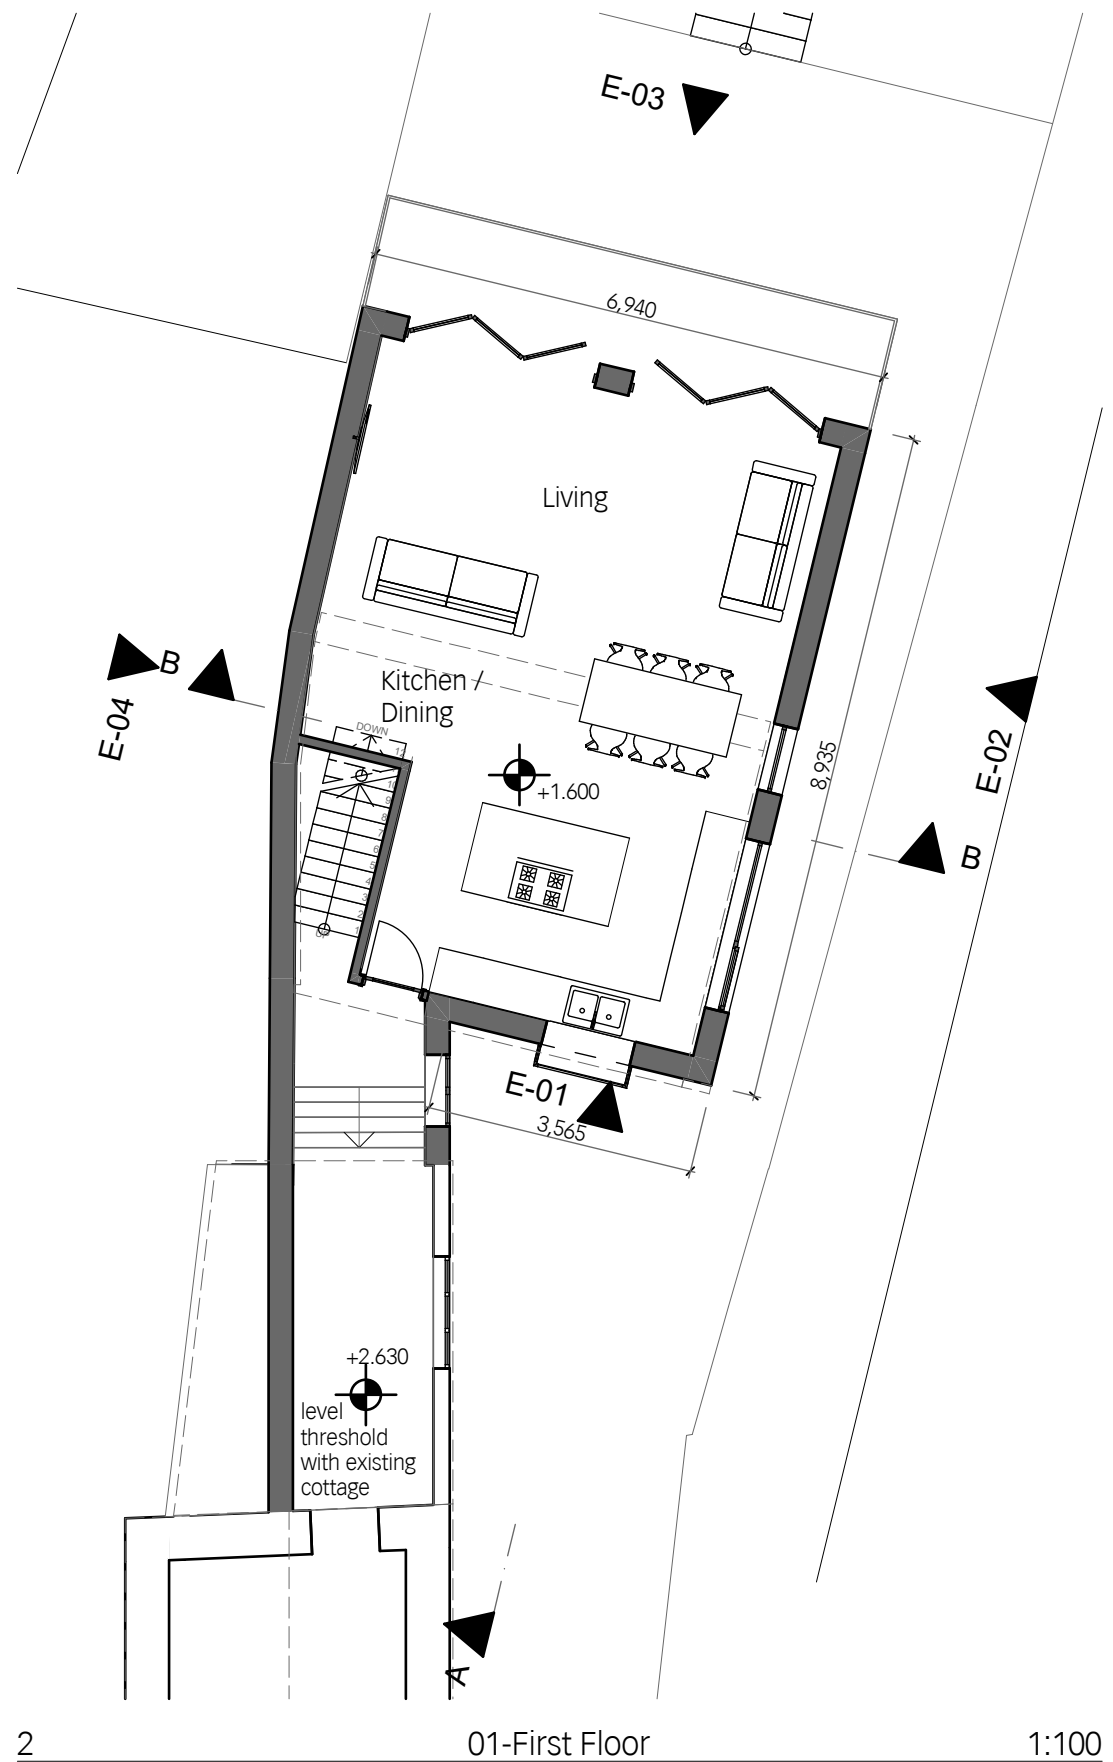 E-03
6,940
Living
B
E-04
Kitchen /
Dining
DOWN
E-02
+1.600
8,935
B
UP
E-01
3,565
+2.630
level
threshold
with existing
cottage
A
2
01-First Floor
1:100